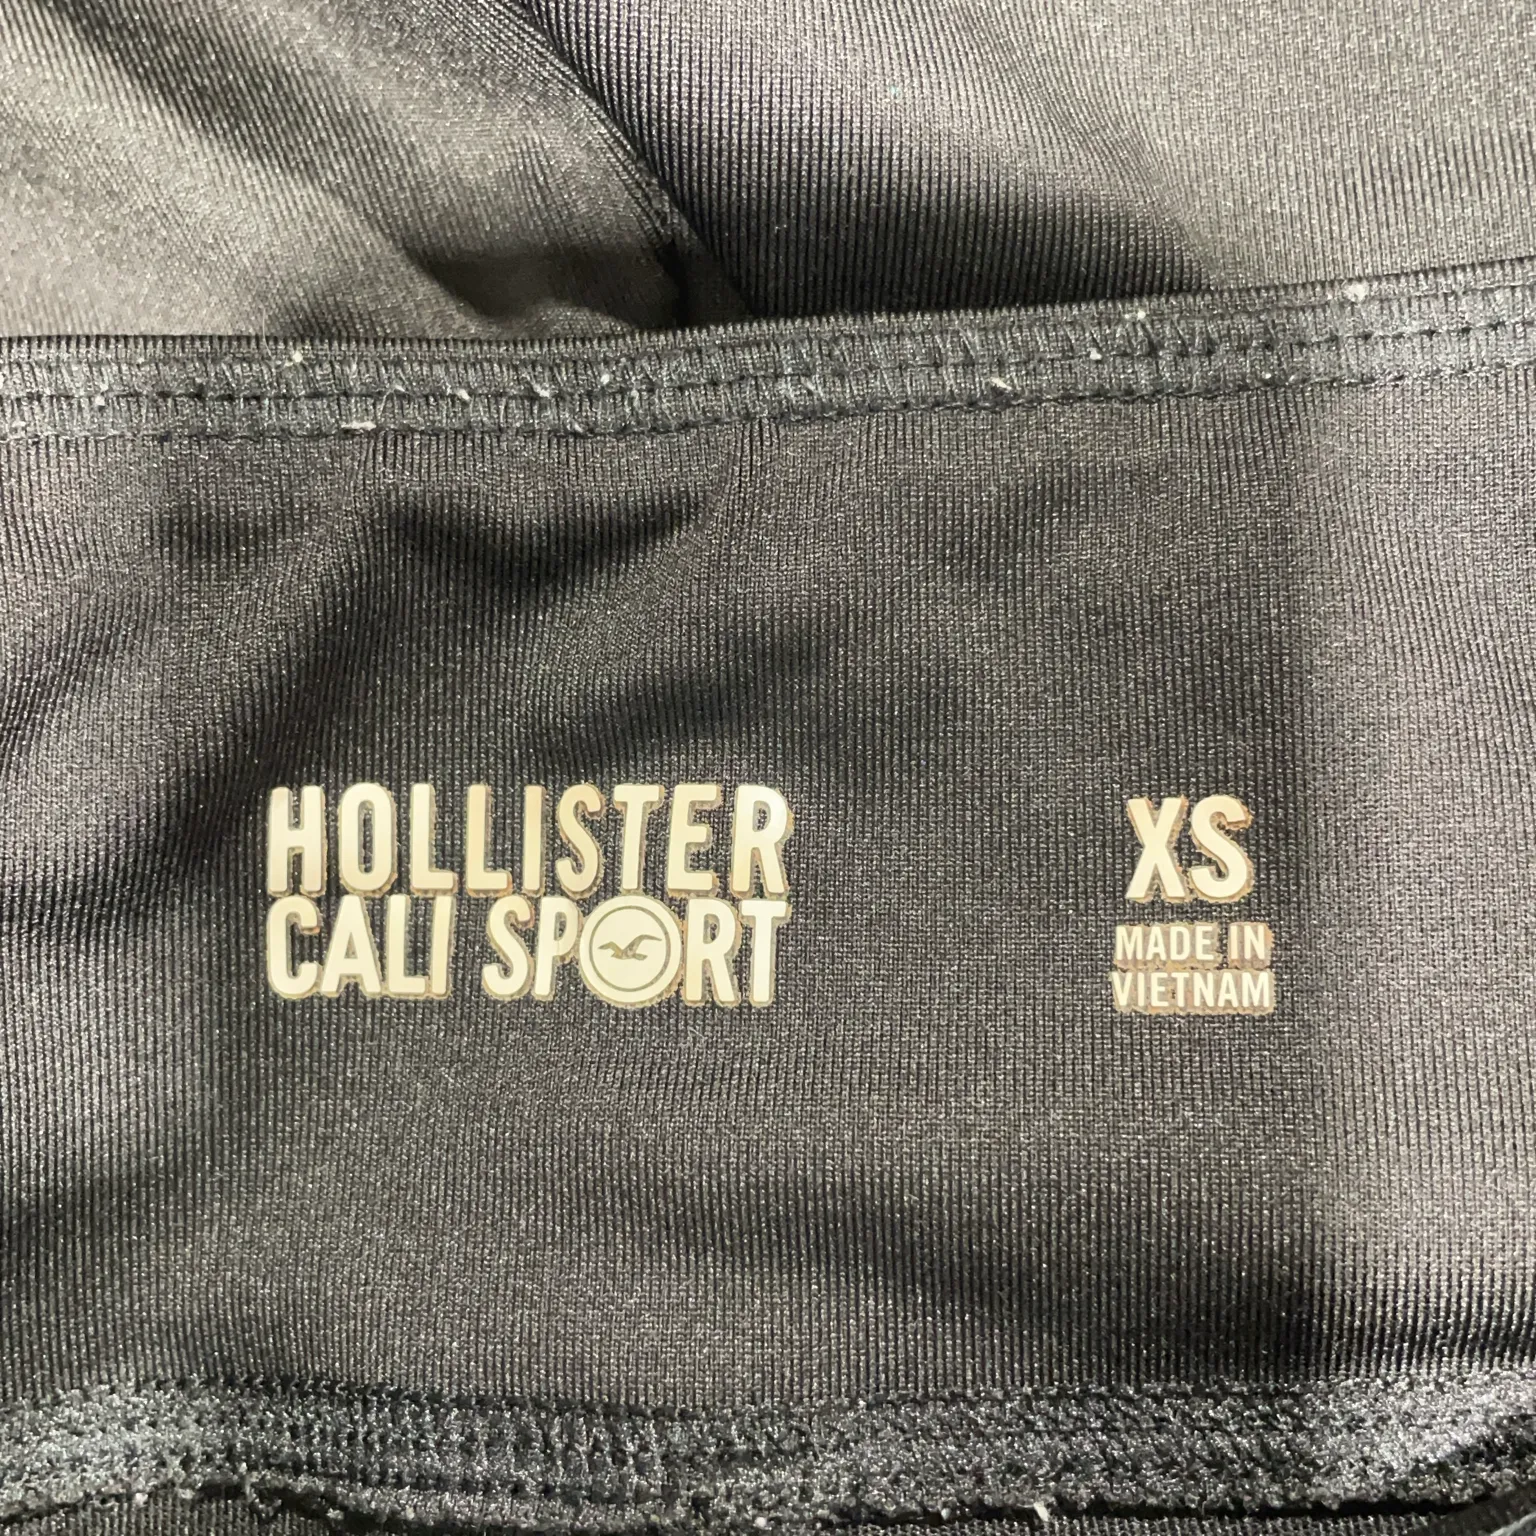 HOLLISTER
CALI SPORT
XS
MADE IN
VIETNAM